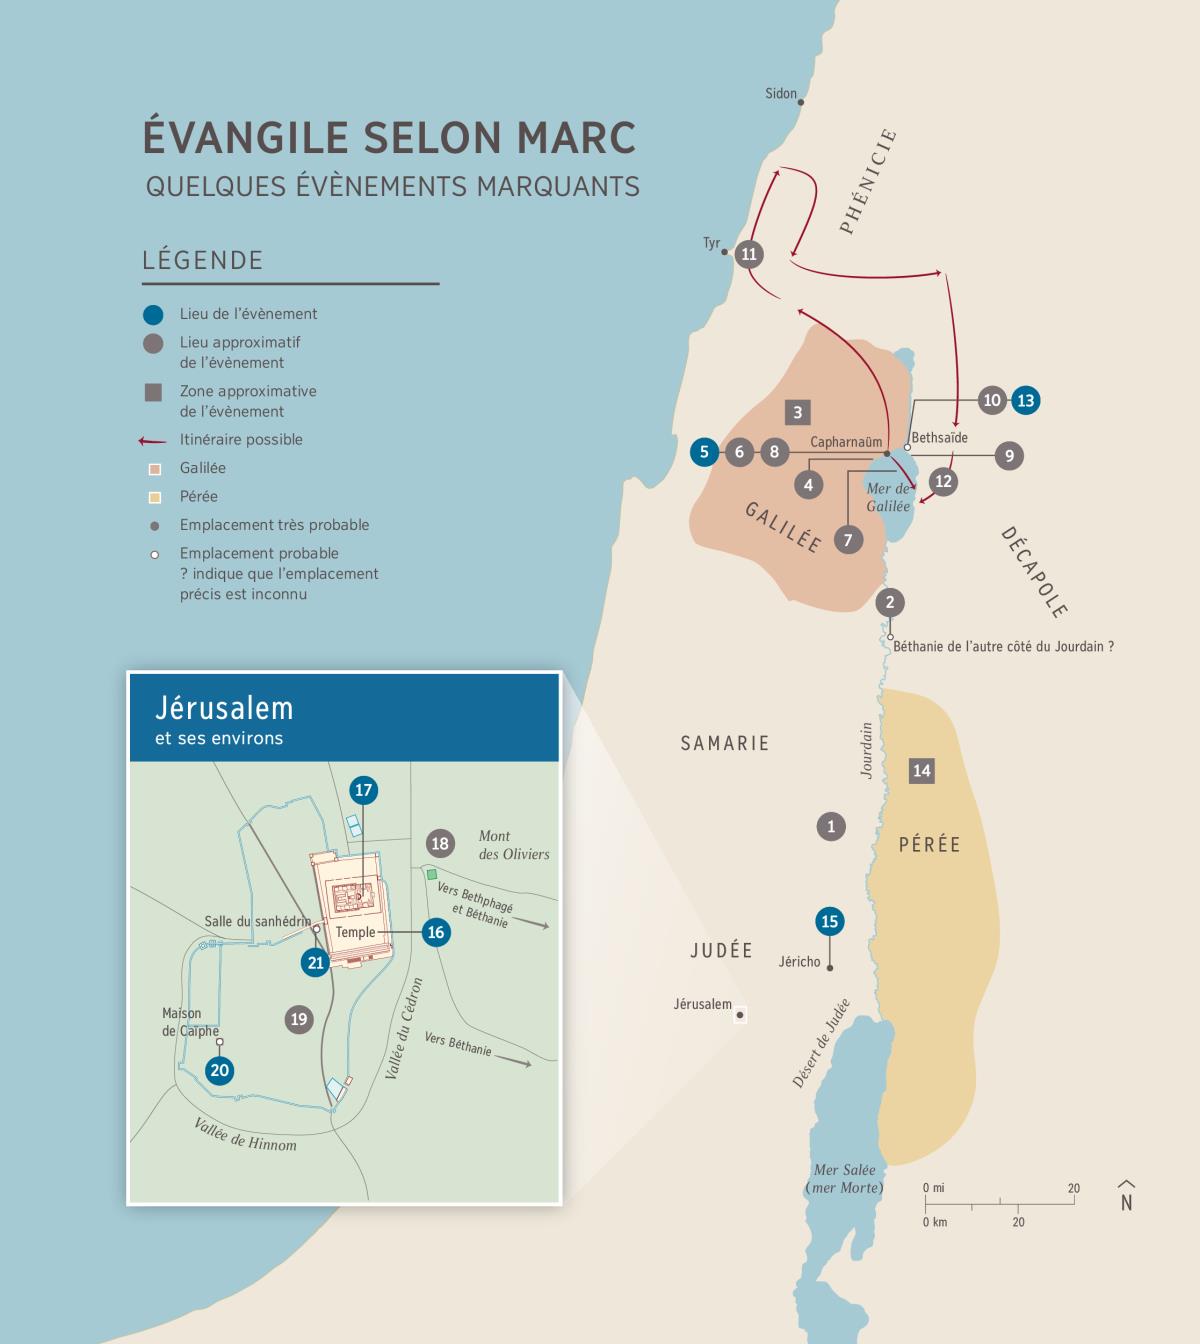 ÉVANGILE SELON MARC
QUELQUES ÉVÈNEMENTS MARQUANTS
LÉGENDE
Lieu de l’évènement
Lieu approximatif
de l’évènement
Zone approximative
de l’évènement
Itinéraire possible
Galilée
Pérée
Emplacement très probable
Emplacement probable
? indique que l’emplacement
précis est inconnu
Sidon
PHÉNICIE
Tyr
11
3
10
13
Capharnaüm
Bethsaïde
5
6
8
9
4
12
Mer de
Galilée
GALILÉE
7
DÉCAPOLE
2
Béthanie de l’autre côté du Jourdain ?
SAMARIE
Jourdain
14
1
PÉRÉE
15
JUDÉE
Jéricho
Jérusalem
Désert de Judée
Mer Salée
(mer Morte)
0 mi
20
0 km
20
N
Jérusalem
et ses environs
17
18
Mont
des Oliviers
Vers Bethphagé
et Béthanie
Salle du sanhédrin
Temple
16
21
19
Maison
de Caïphe
20
Vallée du Cédron
Vers Béthanie
Vallée de Hinnom